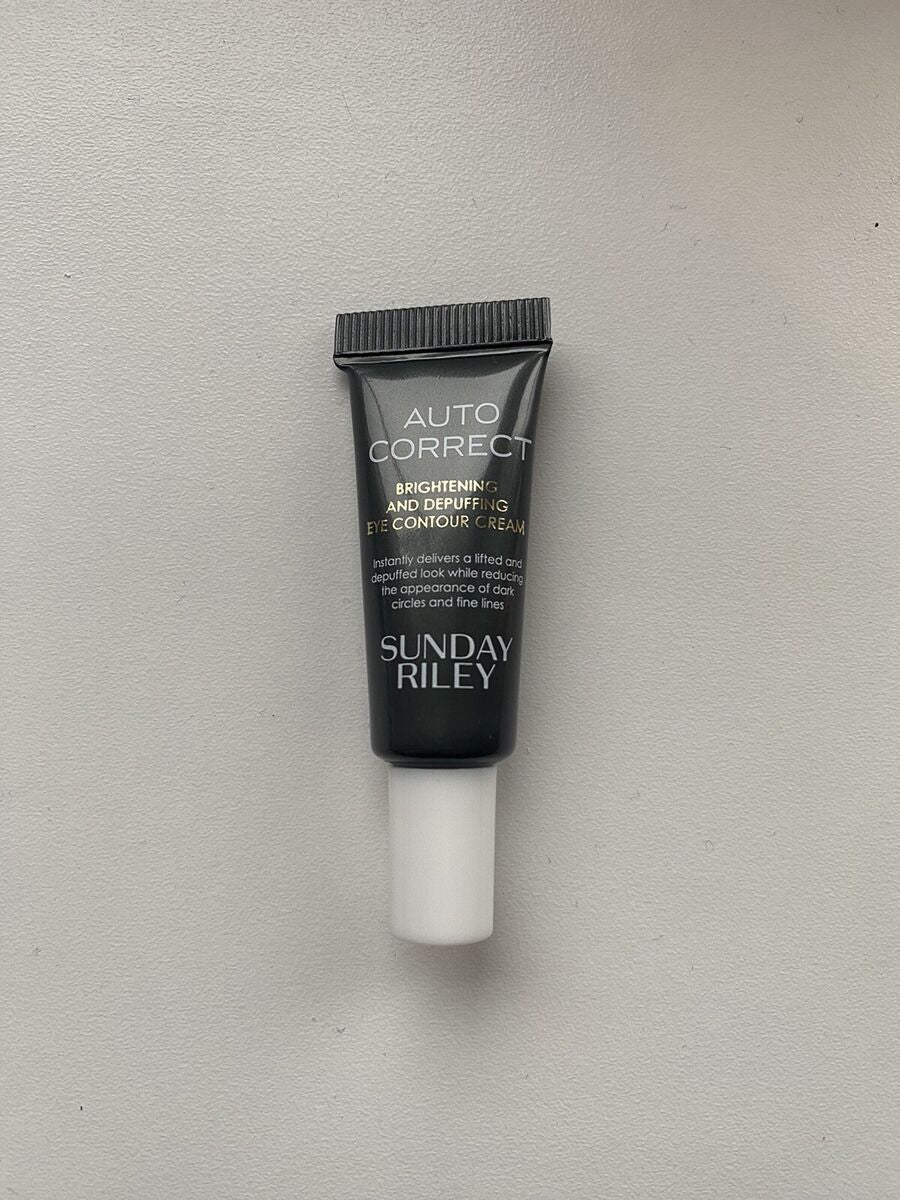 AUTO
CORRECT
BRIGHTENING
AND DEPUFFING
EYE CONTOUR CREAM
Instantly delivers a lifted and
depuffed look while reducing
the appearance of dark
circles and fine lines
SUNDAY
RILEY